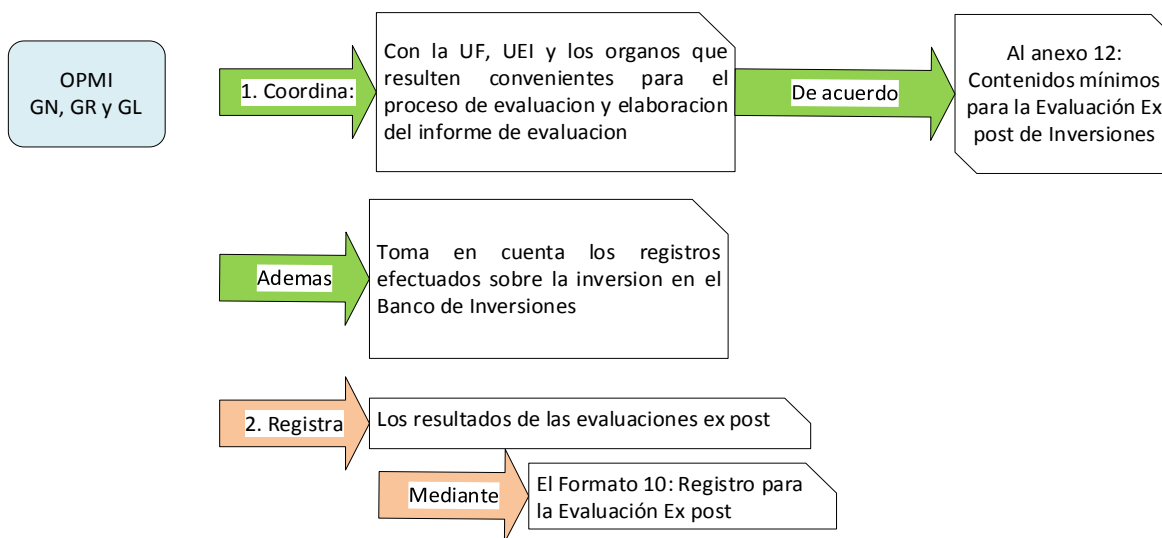 OPMI
GN, GR y GL
1. Coordina:
Con la UF, UEI y los organos que
resulten convenientes para el
proceso de evaluacion y elaboracion
del informe de evaluacion
De acuerdo
Al anexo 12:
Contenidos mínimos
para la Evaluación Ex
post de Inversiones
Ademas
Toma en cuenta los registros
efectuados sobre la inversion en el
Banco de Inversiones
2. Registra
Los resultados de las evaluaciones ex post
Mediante
El Formato 10: Registro para
la Evaluación Ex post